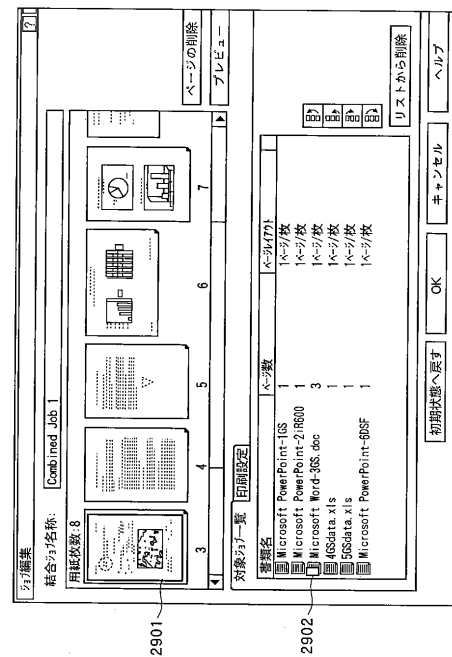 ジョブ編集
?
結合ジョブ名称:
Combined Job 1
用紙枚数:8
3
4
5
6
7
ページの削除
プレビュー
対象ジョブ一覧
印刷設定
書類名 ページ数 ページレイアウト
Microsoft PowerPoint-1GS 1 1ページ/枚
Microsoft PowerPoint-2iR600 1 1ページ/枚
Microsoft Word-3GS.doc 3 1ページ/枚
4GSdata.xls 1 1ページ/枚
5GSdata.xls 1 1ページ/枚
Microsoft PowerPoint-6DSF 1 1ページ/枚
リストから削除
初期状態へ戻す
OK
キャンセル
ヘルプ
2901
2902